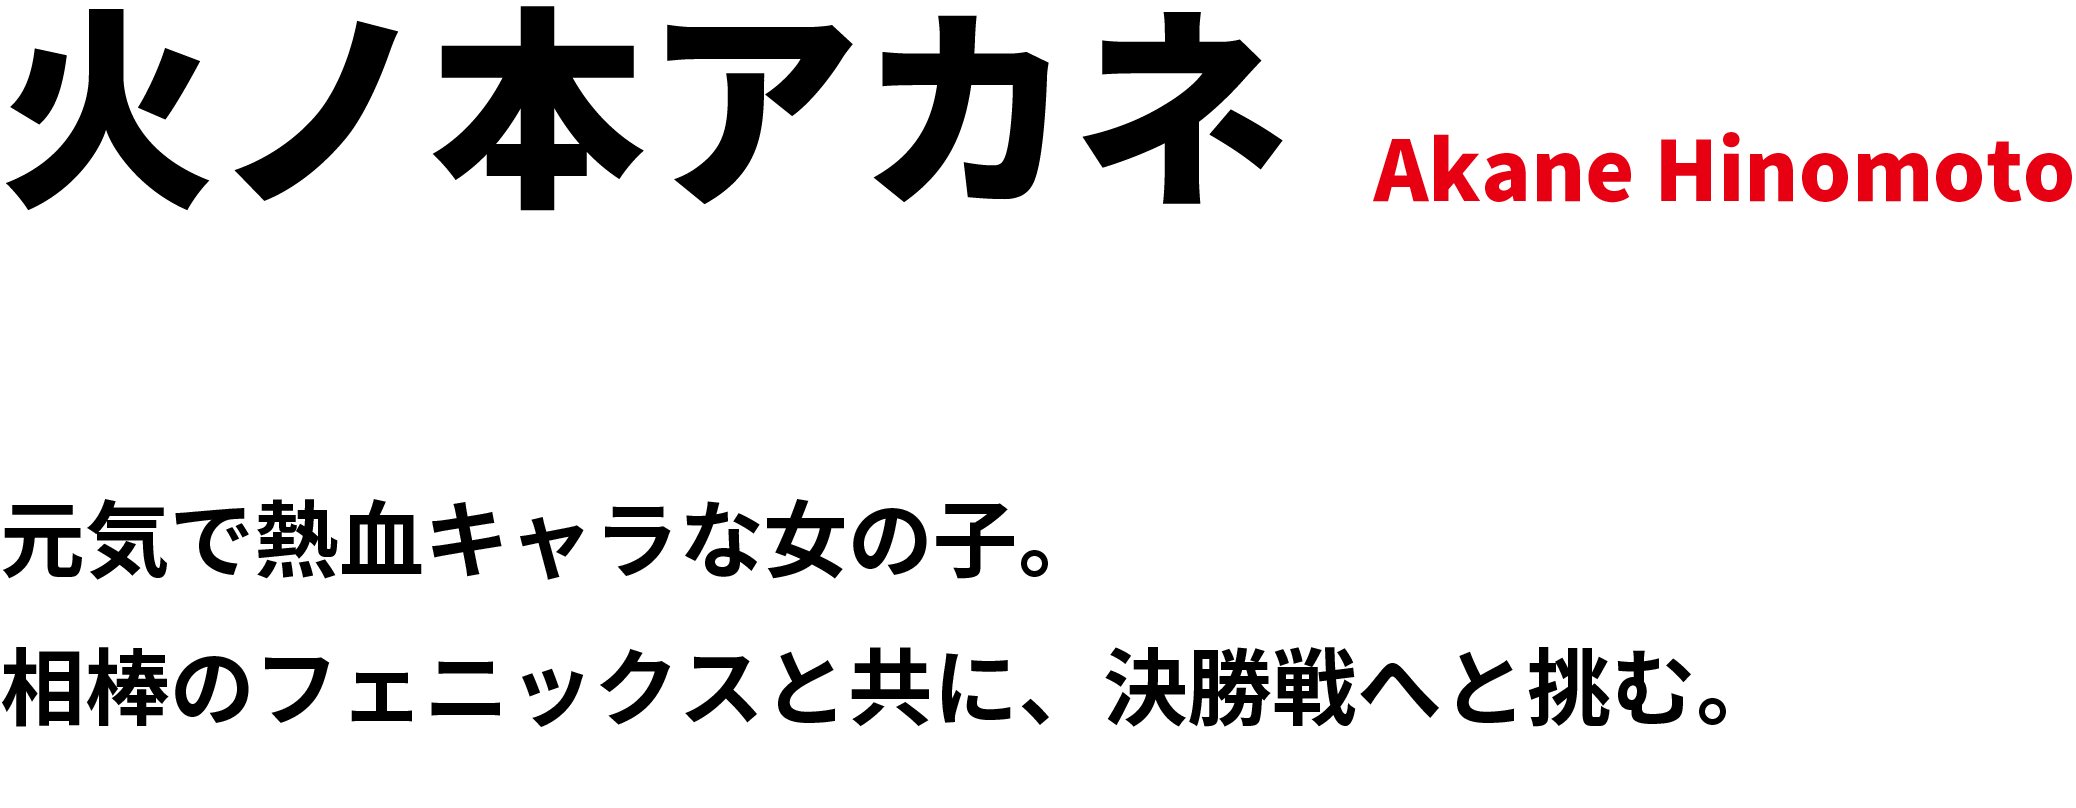 火ノ本アカネ Akane Hinomoto
元気で熱血キャラな女の子。
相棒のフェニックスと共に、決勝戦へと挑む。